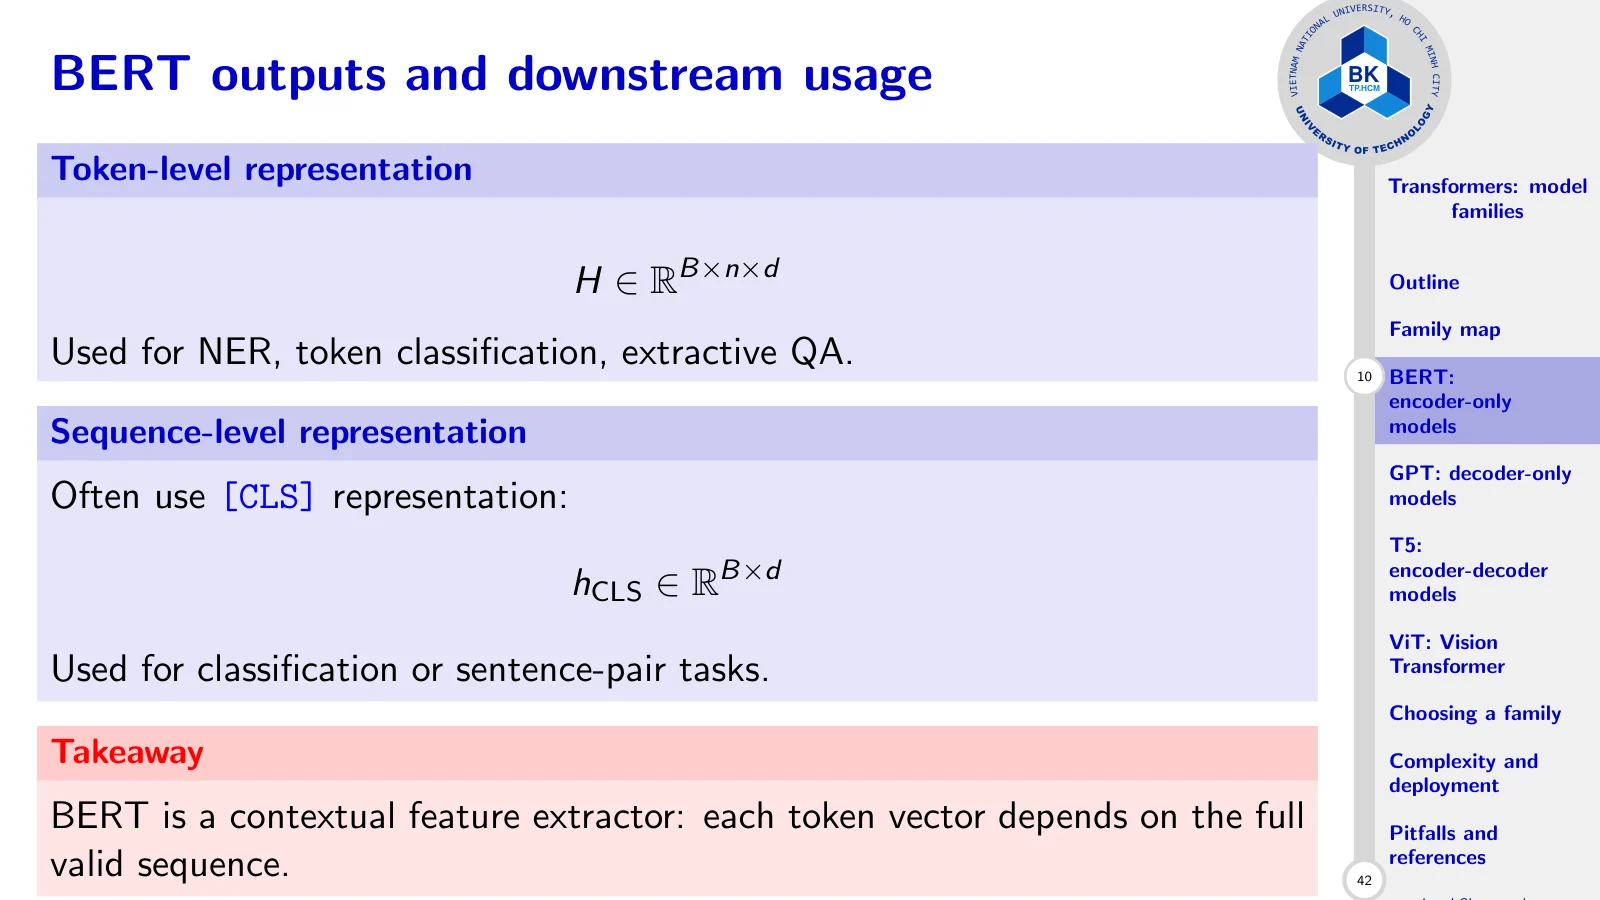 BERT outputs and downstream usage
Token-level representation
H ∈ ℝ^{B×n×d}
Used for NER, token classification, extractive QA.
Sequence-level representation
Often use [CLS] representation:
h_{CLS} ∈ ℝ^{B×d}
Used for classification or sentence-pair tasks.
Takeaway
BERT is a contextual feature extractor: each token vector depends on the full
valid sequence.
VIETNAM NATIONAL UNIVERSITY, HO CHI MINH CITY
BK
TP.HCM
UNIVERSITY OF TECHNOLOGY
Transformers: model
families
Outline
Family map
10
BERT:
encoder-only
models
GPT: decoder-only
models
T5:
encoder-decoder
models
ViT: Vision
Transformer
Choosing a family
Complexity and
deployment
Pitfalls and
references
42